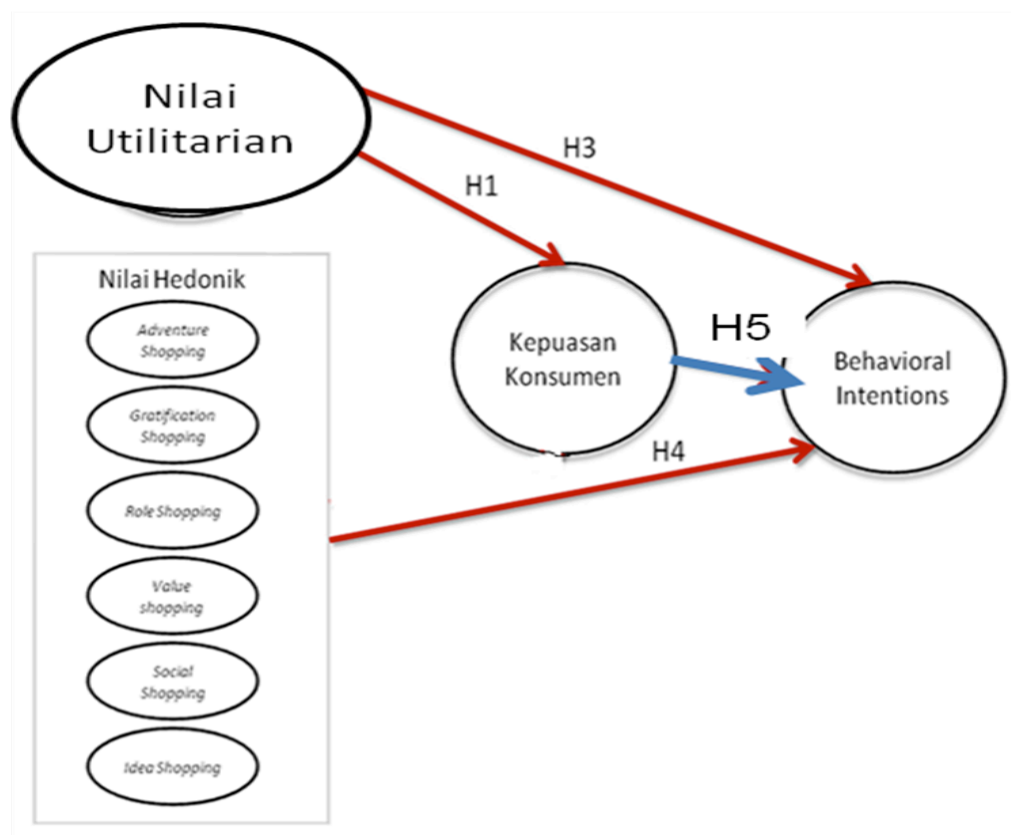 Nilai
Utilitarian
H3
H1
Nilai Hedonik
Adventure
Shopping
Gratification
Shopping
Role Shopping
Value
shopping
Social
Shopping
Idea Shopping
Kepuasan
Konsumen
H5
Behavioral
Intentions
H4